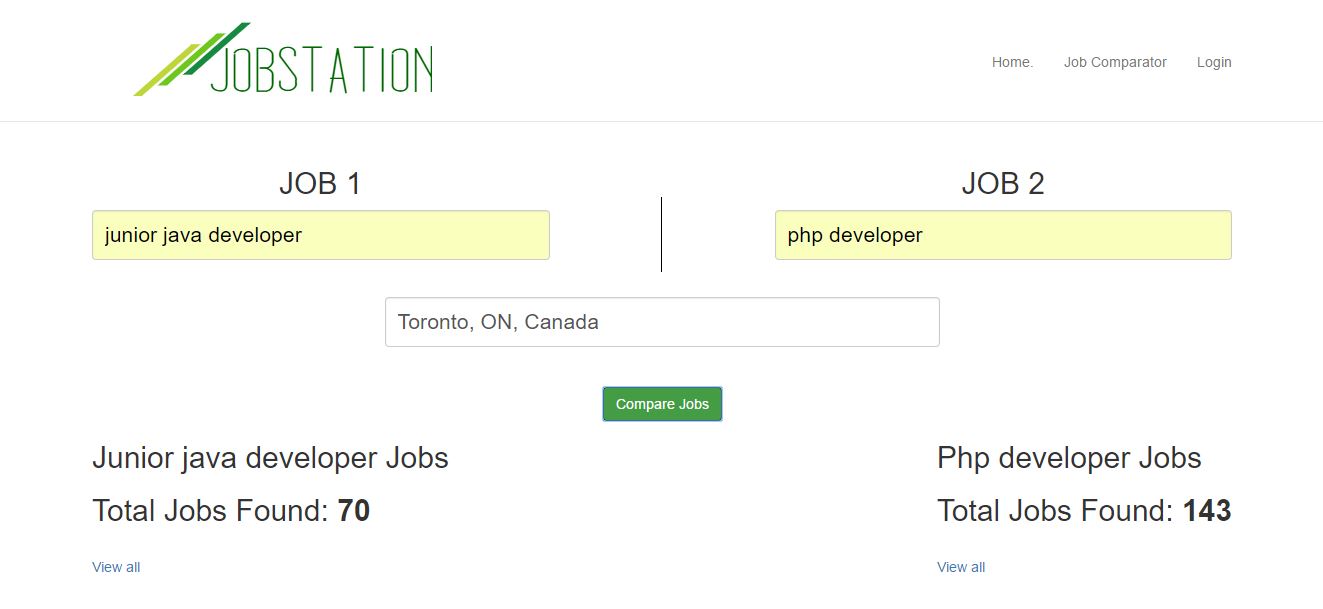 JOBSTATION
Home.
Job Comparator
Login
JOB 1
junior java developer
JOB 2
php developer
Toronto, ON, Canada
Compare Jobs
Junior java developer Jobs
Total Jobs Found: 70
View all
Php developer Jobs
Total Jobs Found: 143
View all